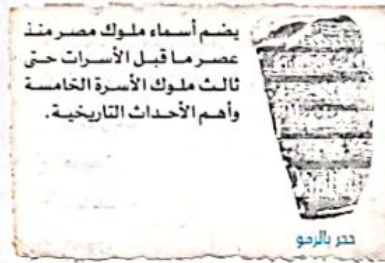 يضم أسماء ملوك مصر منذ
عصر ما قبل الأسرات حتى
ثالث ملوك الأسرة الخامسة
وأهم الأحداث التاريخية.
حجر بالرمو